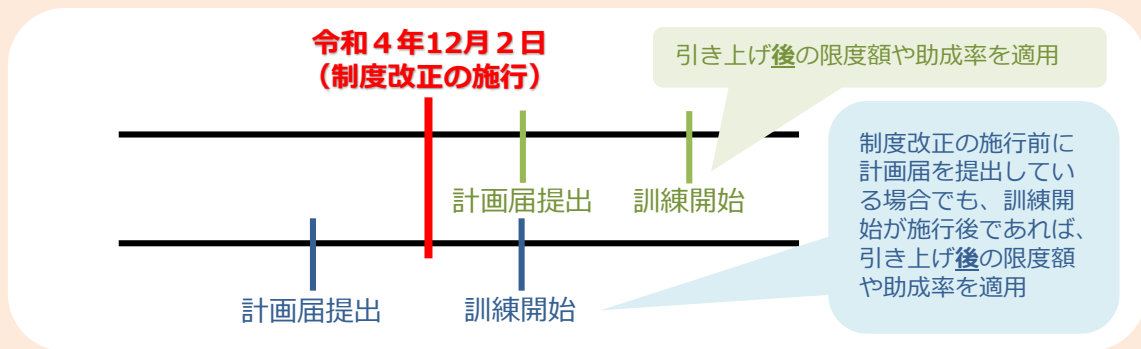 令和４年12月２日
（制度改正の施行）
引き上げ後の限度額や助成率を適用
計画届提出
訓練開始
制度改正の施行前に
計画届を提出してい
る場合でも、訓練開
始が施行後であれば、
引き上げ後の限度額
や助成率を適用
計画届提出
訓練開始